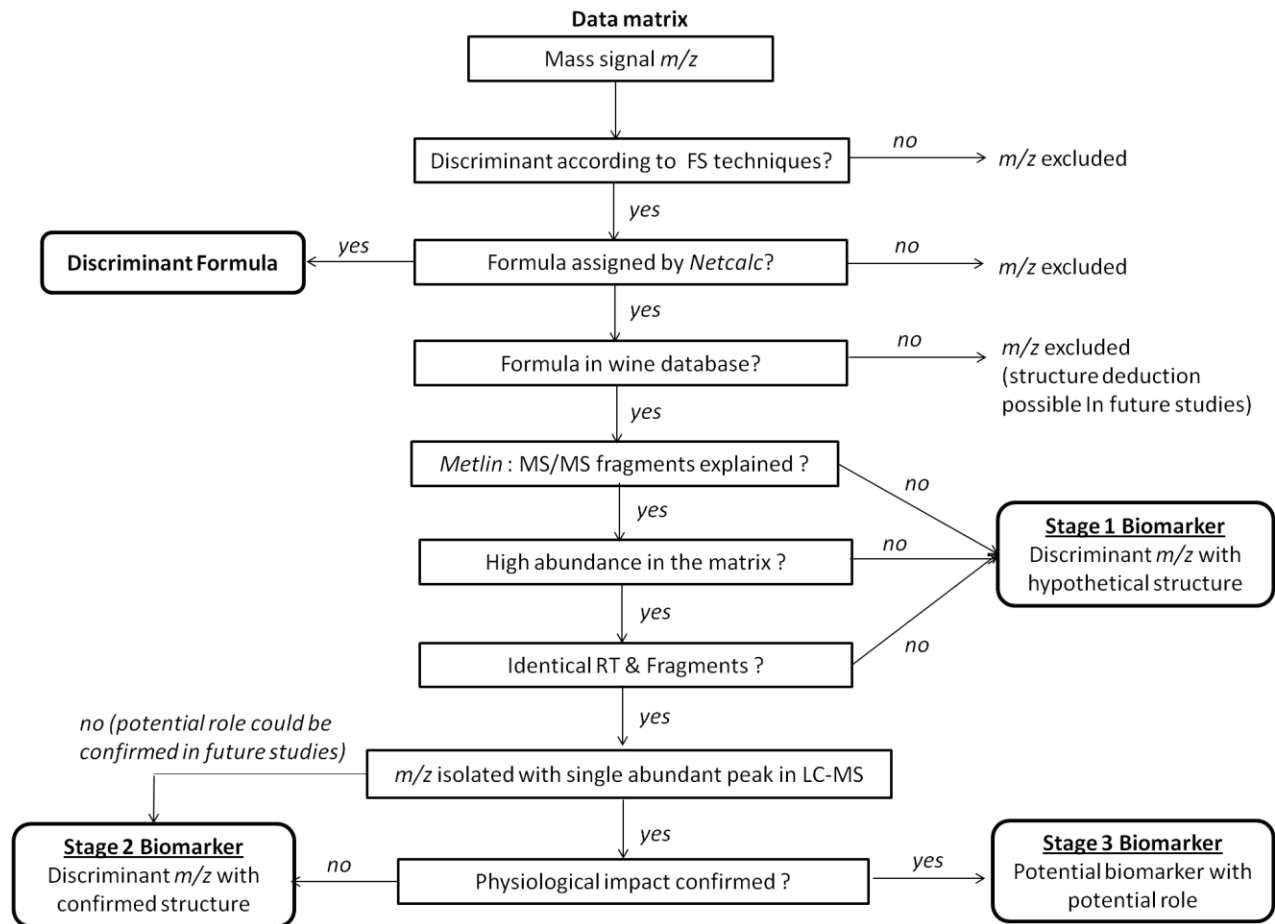 Data matrix
Mass signal m/z
Discriminant according to FS techniques?
no
m/z excluded
yes
Discriminant Formula
yes
Formula assigned by Netcalc?
no
m/z excluded
yes
Formula in wine database?
no
m/z excluded
(structure deduction
possible In future studies)
yes
Metlin : MS/MS fragments explained ?
no
yes
Stage 1 Biomarker
Discriminant m/z with
hypothetical structure
High abundance in the matrix ?
no
yes
Identical RT & Fragments ?
no
yes
no (potential role could be
confirmed in future studies)
m/z isolated with single abundant peak in LC-MS
yes
Stage 2 Biomarker
Discriminant m/z with
confirmed structure
no
Physiological impact confirmed ?
yes
Stage 3 Biomarker
Potential biomarker with
potential role